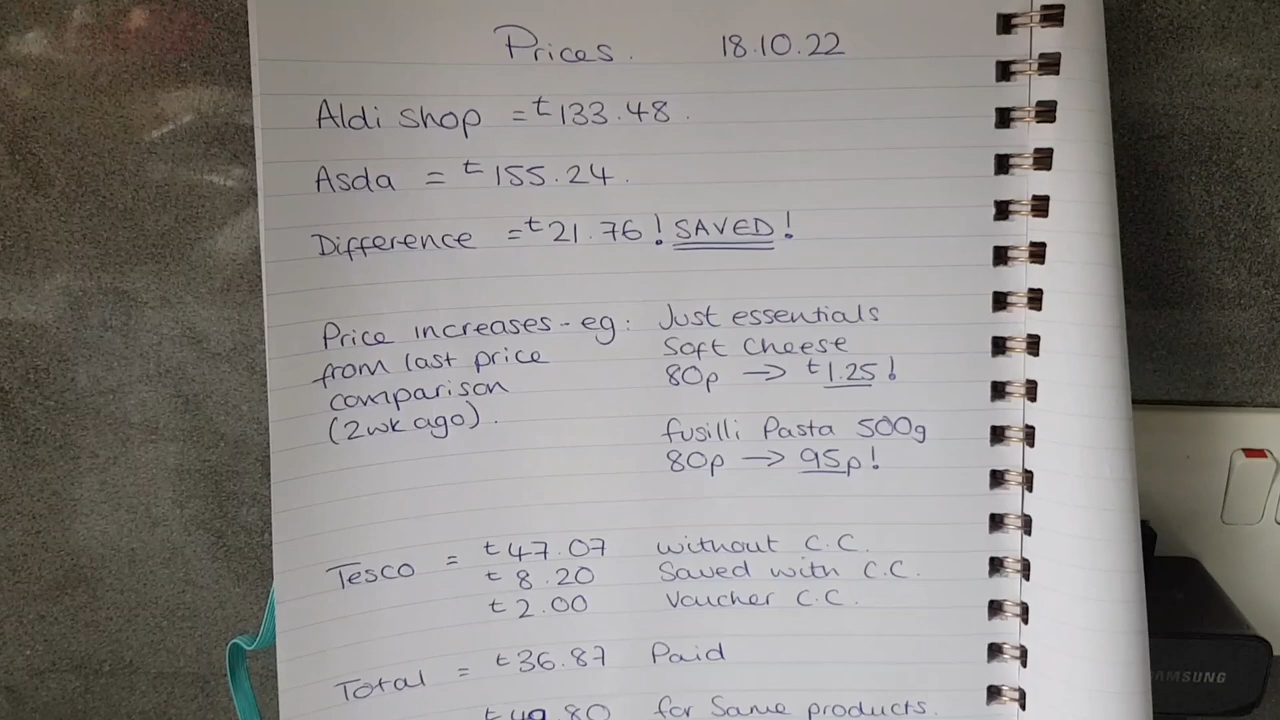 Prices. 18.10.22
Aldi shop = £133.48.
Asda = £155.24.
Difference = £21.76! SAVED!
Price increases - eg: Just essentials
from last price Soft Cheese
comparison 80p → £1.25!
(2wk ago).
fusilli Pasta 500g
80p → 95p!
Tesco = £47.07 without C.C.
£8.20 Saved with C.C.
£2.00 Voucher C.C.
Total = £36.87 Paid
£49.80 for Same products.
SAMSUNG